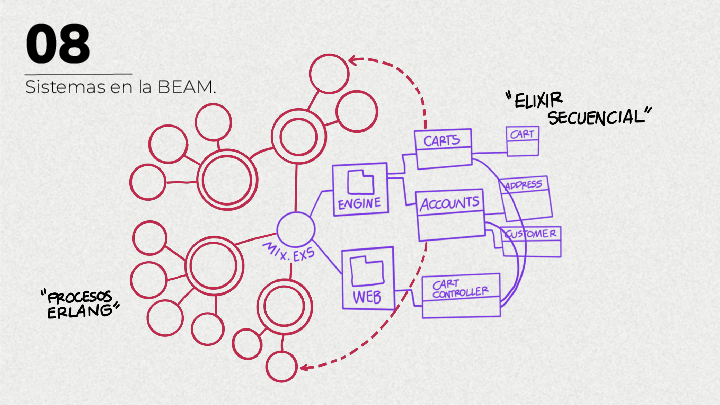 08
Sistemas en la BEAM.
"ELIXIR
SECUENCIAL"
CARTS
CART
ENGINE
ACCOUNTS
ADDRESS
CUSTOMER
MIX.EXS
WEB
CART
CONTROLLER
"PROCESOS
ERLANG"